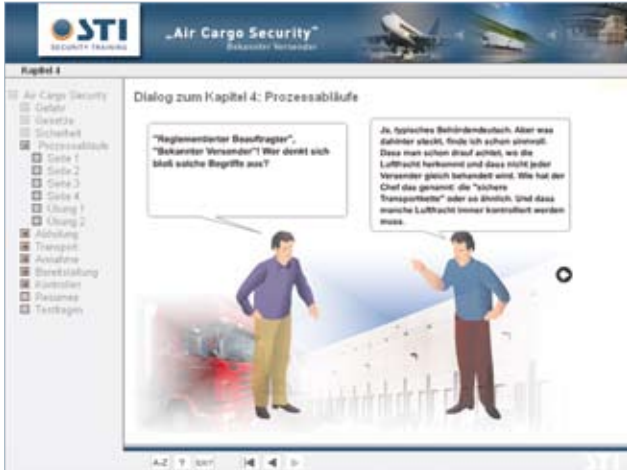 STI
SECURITY TRAINING
„Air Cargo Security“
Bekannter Versender
Kapitel 4
Air Cargo Security
Gefahr
Gesetze
Sicherheit
Prozessabläufe
Seite 1
Seite 2
Seite 3
Seite 4
Übung 1
Übung 2
Abholung
Transport
Annahme
Bereitstellung
Kontrollen
Resümee
Testfragen
Dialog zum Kapitel 4: Prozessabläufe
"Reglementierter Beauftragter",
"Bekannter Versender"! Wer denkt sich
bloß solche Begriffe aus?
Ja, typisches Behördendeutsch. Aber was
dahinter steckt, finde ich schon sinnvoll.
Dass man schon drauf achtet, wo die
Luftfracht herkommt und dass nicht jeder
Versender gleich behandelt wird. Wie hat der
Chef das genannt: die "sichere
Transportkette" oder so ähnlich. Und dass
manche Luftfracht immer kontrolliert werden
muss.
A-Z ? EXIT
STI